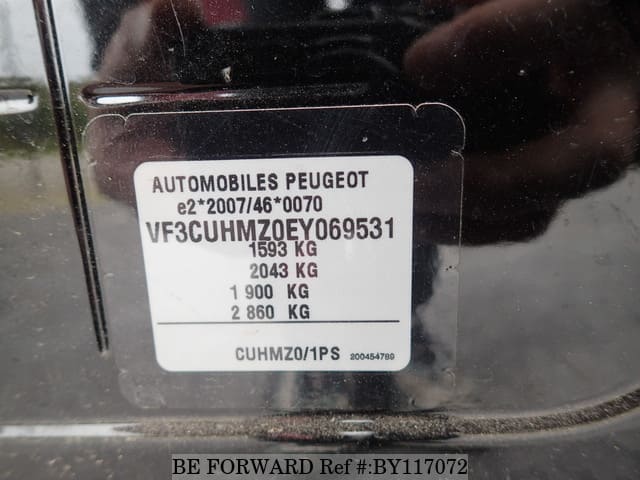 AUTOMOBILES PEUGEOT
e2*2007/46*0070
VF3CUHMZ0EY069531
1593 KG
2043 KG
1 900 KG
2 860 KG
CUHMZ0/1PS 200454789
BE FORWARD Ref #:BY117072